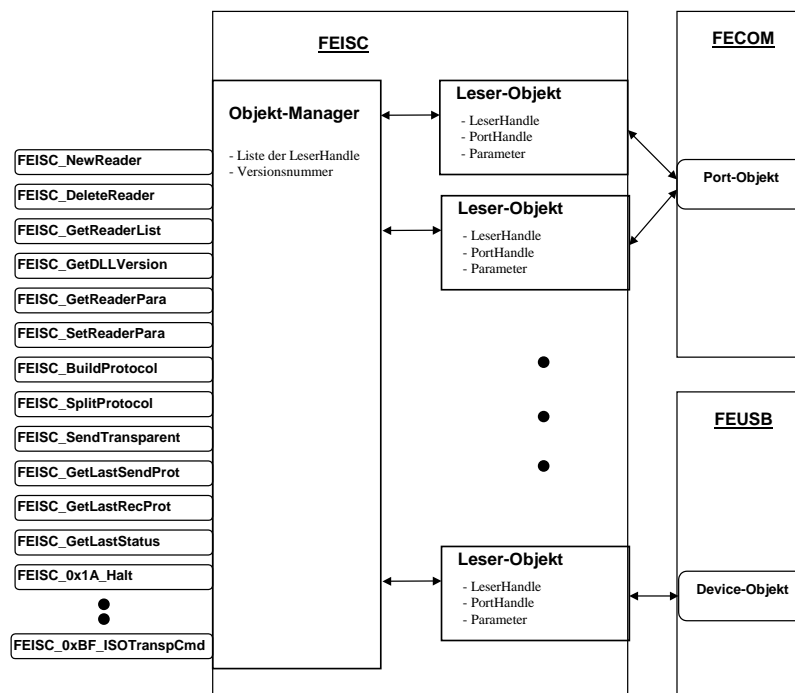 FEISC
FECOM
Objekt-Manager
- Liste der LeserHandle
- Versionsnummer
FEISC_NewReader
FEISC_DeleteReader
FEISC_GetReaderList
FEISC_GetDLLVersion
FEISC_GetReaderPara
FEISC_SetReaderPara
FEISC_BuildProtocol
FEISC_SplitProtocol
FEISC_SendTransparent
FEISC_GetLastSendProt
FEISC_GetLastRecProt
FEISC_GetLastStatus
FEISC_0x1A_Halt
FEISC_0xBF_ISOTranspCmd
Leser-Objekt
- LeserHandle
- PortHandle
- Parameter
Leser-Objekt
- LeserHandle
- PortHandle
- Parameter
Leser-Objekt
- LeserHandle
- PortHandle
- Parameter
Port-Objekt
FEUSB
Device-Objekt